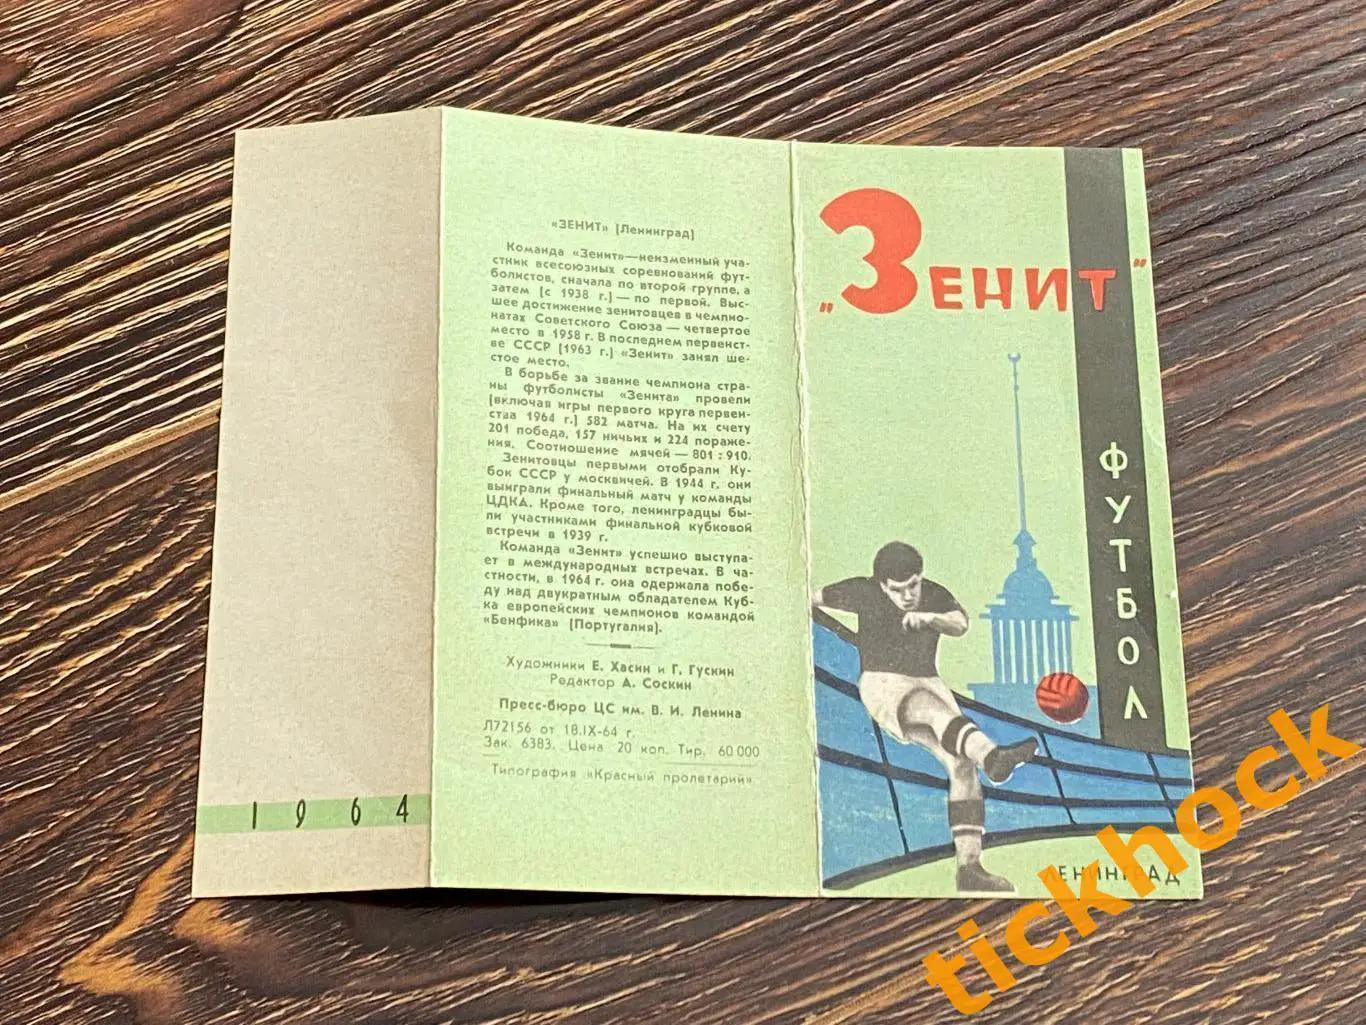 «ЗЕНИТ» [Ленинград]
Команда «Зенит»—неизменный уча-
стник всесоюзных соревнований фут-
болистов, сначала по второй группе, а
затем [с 1938 г.] — по первой. Выс-
шее достижение зенитовцев в чемпио-
натах Советского Союза — четвертое
место в 1958 г. В последнем первенст-
ве СССР [1963 г.] «Зенит» занял ше-
стое место.
В борьбе за звание чемпиона стра-
ны футболисты «Зенита» провели
[включая игры первого круга первен-
ства 1964 г.] 582 матча. На их счету
201 победа, 157 ничьих и 224 пораже-
ния. Соотношение мячей — 801 : 910.
Зенитовцы первыми отобрали Ку-
бок СССР у москвичей. В 1944 г. они
выиграли финальный матч у команды
ЦДКА. Кроме того, ленинградцы бы-
ли участниками финальной кубковой
встречи в 1939 г.
Команда «Зенит» успешно выступа-
ет в международных встречах. В ча-
стности, в 1964 г. она одержала побе-
ду над двукратным обладателем Куб-
ка европейских чемпионов командой
«Бенфика» [Португалия].
Художники Е. Хасин и Г. Гускин
Редактор А. Соскин
Пресс-бюро ЦС им. В. И. Ленина
Л72156 от 18.IX-64 г.
Зак. 6383. Цена 20 коп. Тир. 60 000
Типография «Красный пролетарий»
1964
„Зенит"
ФУТБОЛ
ЛЕНИНГРАД
tickhock